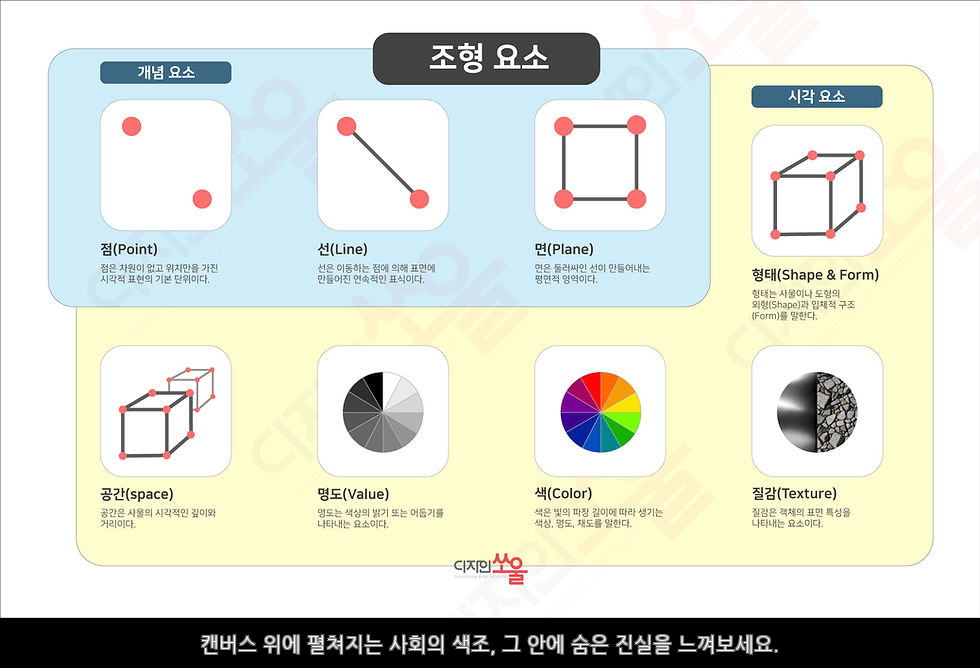 조형 요소
개념 요소
점(Point)
점은 차원이 없고 위치만을 가진
시각적 표현의 기본 단위이다.
선(Line)
선은 이동하는 점에 의해 표면에
만들어진 연속적인 표식이다.
면(Plane)
면은 둘러싸인 선이 만들어내는
평면적 영역이다.
시각 요소
형태(Shape & Form)
형태는 사물이나 도형의
외형(Shape)과 입체적 구조
(Form)를 말한다.
공간(space)
공간은 사물의 시각적인 깊이와
거리이다.
명도(Value)
명도는 색상의 밝기 또는 어둡기를
나타내는 요소이다.
색(Color)
색은 빛의 파장 길이에 따라 생기는
색상, 명도, 채도를 말한다.
질감(Texture)
질감은 객체의 표면 특성을
나타내는 요소이다.
디자인쏘울
캔버스 위에 펼쳐지는 사회의 색조, 그 안에 숨은 진실을 느껴보세요.